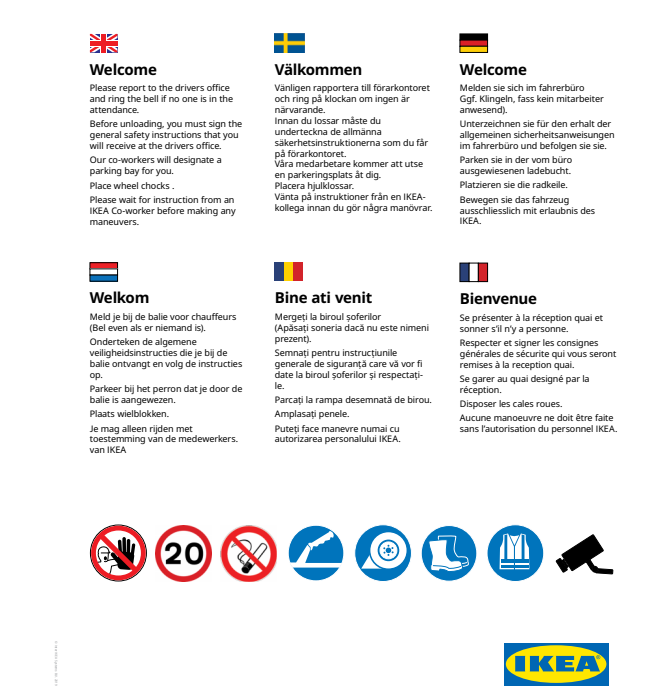 Welcome
Please report to the drivers office
and ring the bell if no one is in the
attendance.
Before unloading, you must sign the
general safety instructions that you
will receive at the drivers office.
Our co-workers will designate a
parking bay for you.
Place wheel chocks .
Please wait for instruction from an
IKEA Co-worker before making any
maneuvers.
Välkommen
Vänligen rapportera till förarkontoret
och ring på klockan om ingen är
närvarande.
Innan du lossar måste du
underteckna de allmänna
säkerhetsinstruktionerna som du får
på förarkontoret.
Våra medarbetare kommer att utse
en parkeringsplats åt dig.
Placera hjulklossar.
Vänta på instruktioner från en IKEA-
kollega innan du gör några manövrar.
Welcome
Melden sie sich im fahrerbüro
Ggf. Klingeln, fass kein mitarbeiter
anwesend).
Unterzeichnen sie für den erhalt der
allgemeinen sicherheitsanweisungen
im fahrerbüro und befolgen sie sie.
Parken sie in der vom büro
ausgewiesenen ladebucht.
Platzieren sie die radkeile.
Bewegen sie das fahrzeug
ausschliesslich mit erlaubnis des
IKEA.
Welkom
Meld je bij de balie voor chauffeurs
(Bel even als er niemand is).
Onderteken de algemene
veiligheidsinstructies die je bij de
balie ontvangt en volg de instructies
op.
Parkeer bij het perron dat je door de
balie is aangewezen.
Plaats wielblokken.
Je mag alleen rijden met
toestemming van de medewerkers.
van IKEA
Bine ati venit
Mergeți la biroul șoferilor
(Apăsați soneria dacă nu este nimeni
prezent).
Semnați pentru instrucțiunile
generale de siguranță care vă vor fi
date la biroul șoferilor și respectați-
le.
Parcați la rampa desemnată de birou.
Amplasați penele.
Puteți face manevre numai cu
autorizarea personalului IKEA.
Bienvenue
Se présenter à la réception quai et
sonner s'il n'y a personne.
Respecter et signer les consignes
générales de sécurite qui vous seront
remises à la reception quai.
Se garer au quai designé par la
réception.
Disposer les cales roues.
Aucune manoeuvre ne doit être faite
sans l'autorisation du personnel IKEA.
20
IKEA